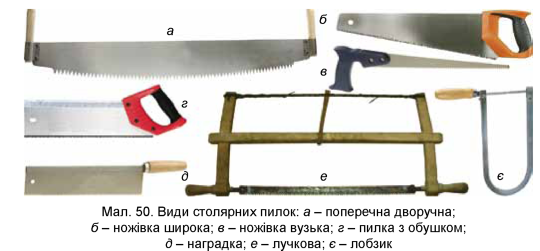 а
б
в
г
д
е
є
Мал. 50. Види столярних пилок: а – поперечна дворучна;
б – ножівка широка; в – ножівка вузька; г – пилка з обушком;
д – наградка; е – лучкова; є – лобзик